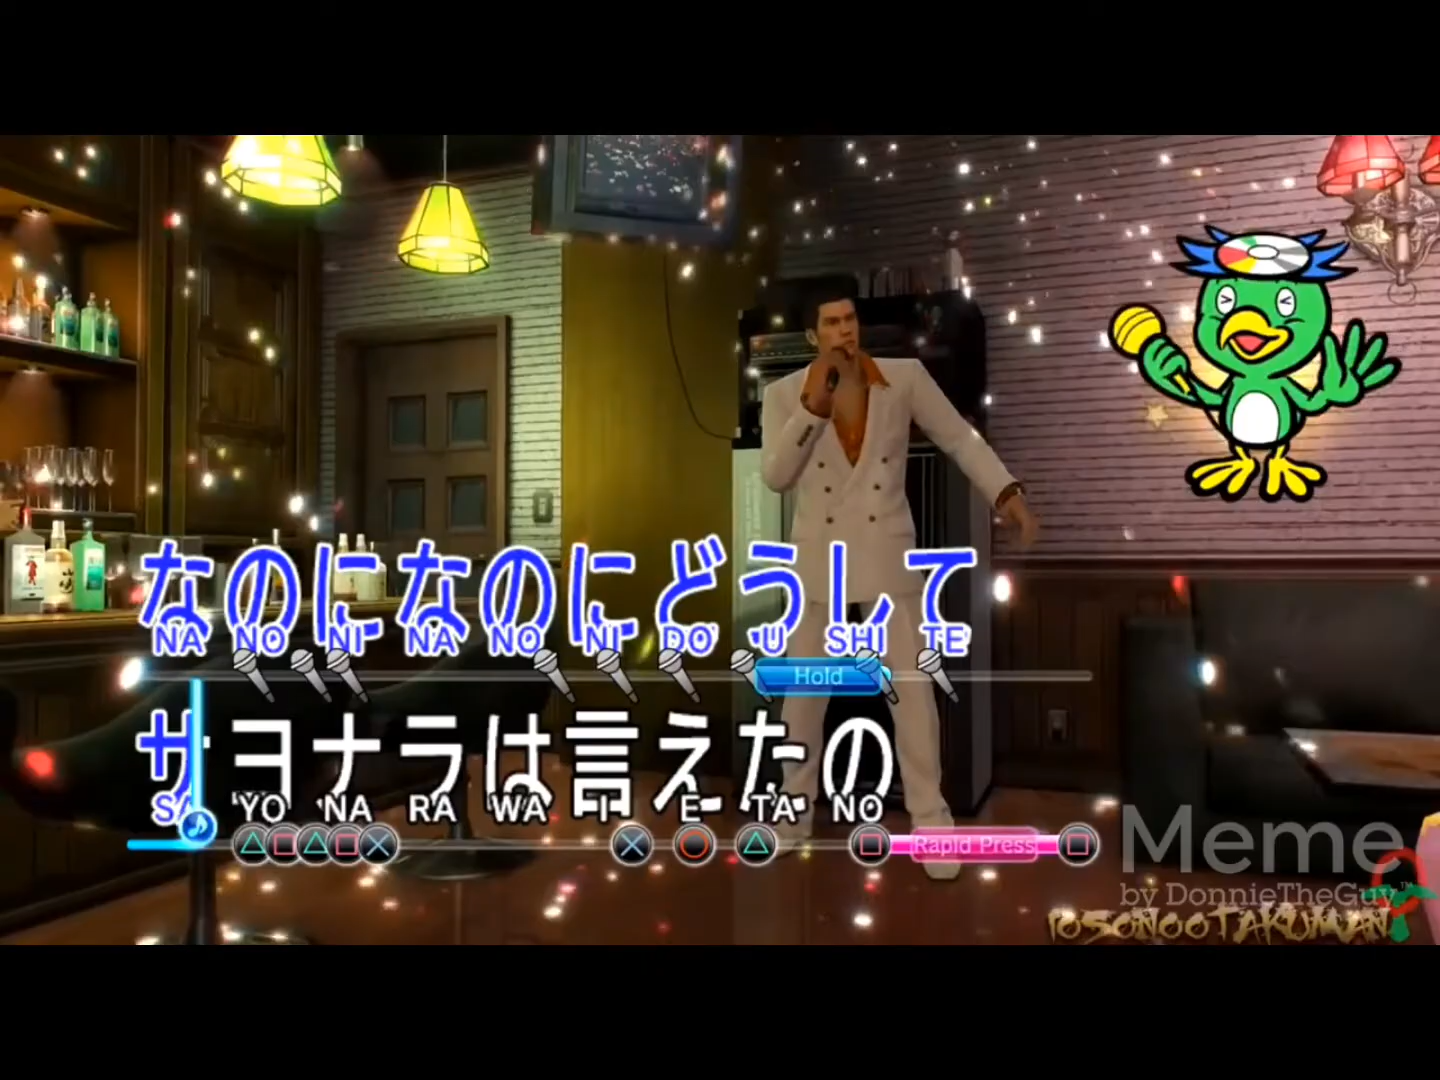 なのになのにどうして
NA NO NI NA NO NI DO U SHI TE
Hold
サヨナラは言えたの
SA YO NA RA WA I E TA NO
Rapid Press
Meme
by DonnieTheGuy™
IOSONOOTAKUMAN